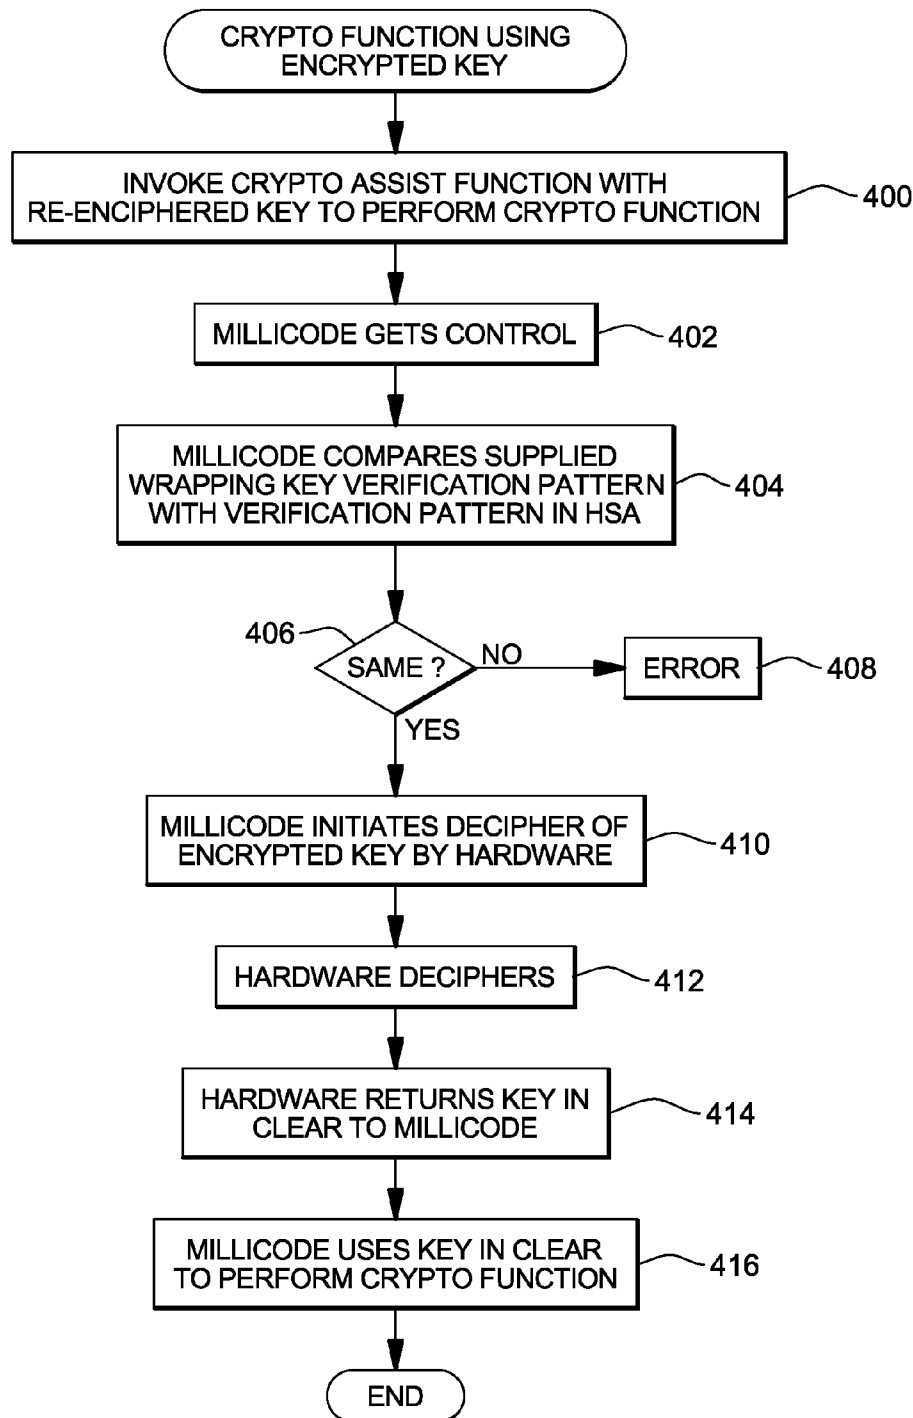 CRYPTO FUNCTION USING
ENCRYPTED KEY
INVOKE CRYPTO ASSIST FUNCTION WITH
RE-ENCIPHERED KEY TO PERFORM CRYPTO FUNCTION
400
MILLICODE GETS CONTROL
402
MILLICODE COMPARES SUPPLIED
WRAPPING KEY VERIFICATION PATTERN
WITH VERIFICATION PATTERN IN HSA
404
406
SAME ?
NO
ERROR
408
YES
MILLICODE INITIATES DECIPHER OF
ENCRYPTED KEY BY HARDWARE
410
HARDWARE DECIPHERS
412
HARDWARE RETURNS KEY IN
CLEAR TO MILLICODE
414
MILLICODE USES KEY IN CLEAR
TO PERFORM CRYPTO FUNCTION
416
END